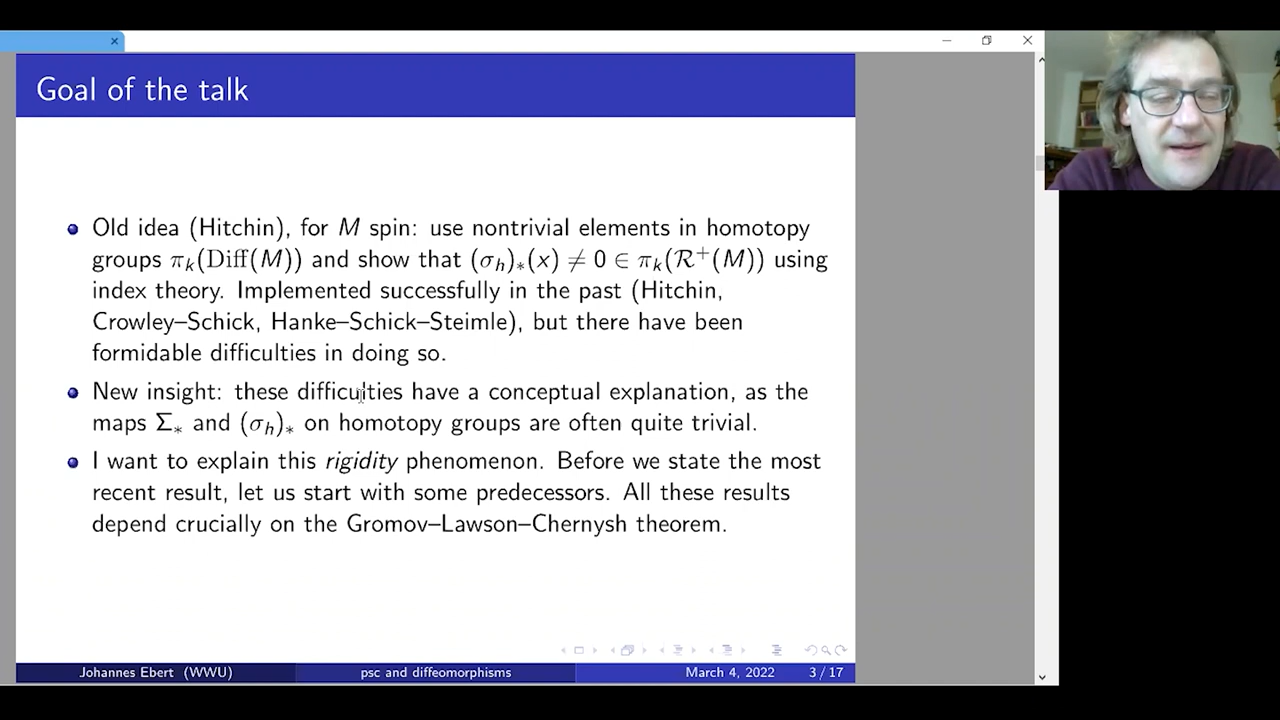 Goal of the talk
Old idea (Hitchin), for M spin: use nontrivial elements in homotopy
groups πₖ(Diff(M)) and show that (σₕ)∗(x) ≠ 0 ∈ πₖ(ℛ⁺(M)) using
index theory. Implemented successfully in the past (Hitchin,
Crowley–Schick, Hanke–Schick–Steimle), but there have been
formidable difficulties in doing so.
New insight: these difficulties have a conceptual explanation, as the
maps Σ∗ and (σₕ)∗ on homotopy groups are often quite trivial.
I want to explain this rigidity phenomenon. Before we state the most
recent result, let us start with some predecessors. All these results
depend crucially on the Gromov–Lawson–Chernysh theorem.
Johannes Ebert (WWU)
psc and diffeomorphisms
March 4, 2022
3 / 17